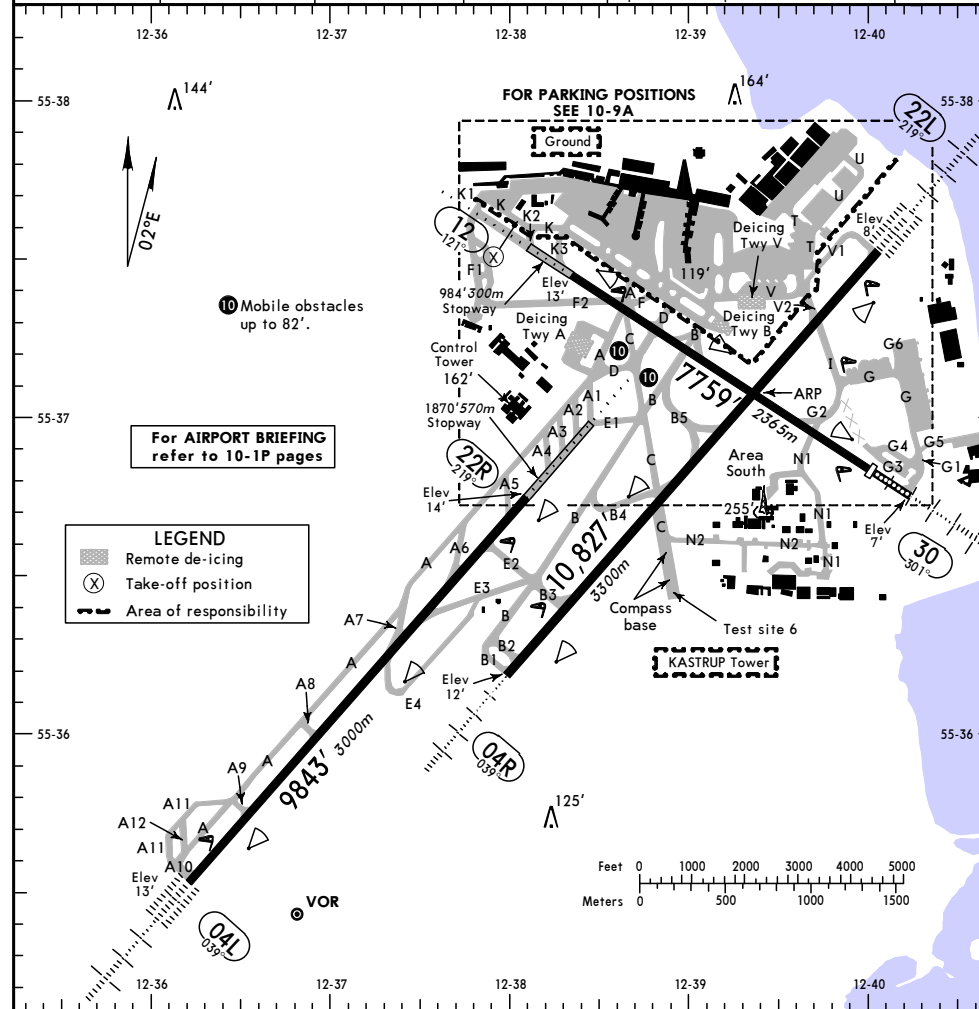 12-36
12-37
12-38
12-39
12-40
55-38
144'
164'
55-38
FOR PARKING POSITIONS
SEE 10-9A
22L
219°
Ground
02°E
K1
K
K2
K
K3
12
121°
X
F1
U
U
T
T
Elev
8'
V1
Deicing
Twy V
119'
V
V2
Elev
13'
984' 300m
Stopway
F2
A
F
D
B
Deicing
Twy B
10 Mobile obstacles
up to 82'.
Deicing
Twy A
Control
Tower
162'
A
C
10
D
10
B
G6
I
G
G
7759'
2365m
ARP
55-37
1870' 570m
Stopway
A1
A2
A3
A4
A5
E1
B5
G2
G4
G5
G3
G1
For AIRPORT BRIEFING
refer to 10-1P pages
22R
219°
Elev
14'
C
Area
South
N1
255'
Elev
7'
30
301°
B
B4
C
N1
N2
N2
N1
LEGEND
Remote de-icing
X Take-off position
Area of responsibility
A6
A
E2
E3
10,827'
3300m
B3
B
B2
B1
Compass
base
Test site 6
KASTRUP Tower
A7
A
E4
Elev
12'
A8
04R
039°
55-36
55-36
9843' 3000m
A
A9
A11
A12
A11
A
A10
Elev
13'
125'
Feet 0 1000 2000 3000 4000 5000
Meters 0 500 1000 1500
VOR
04L
039°
12-36
12-37
12-38
12-39
12-40